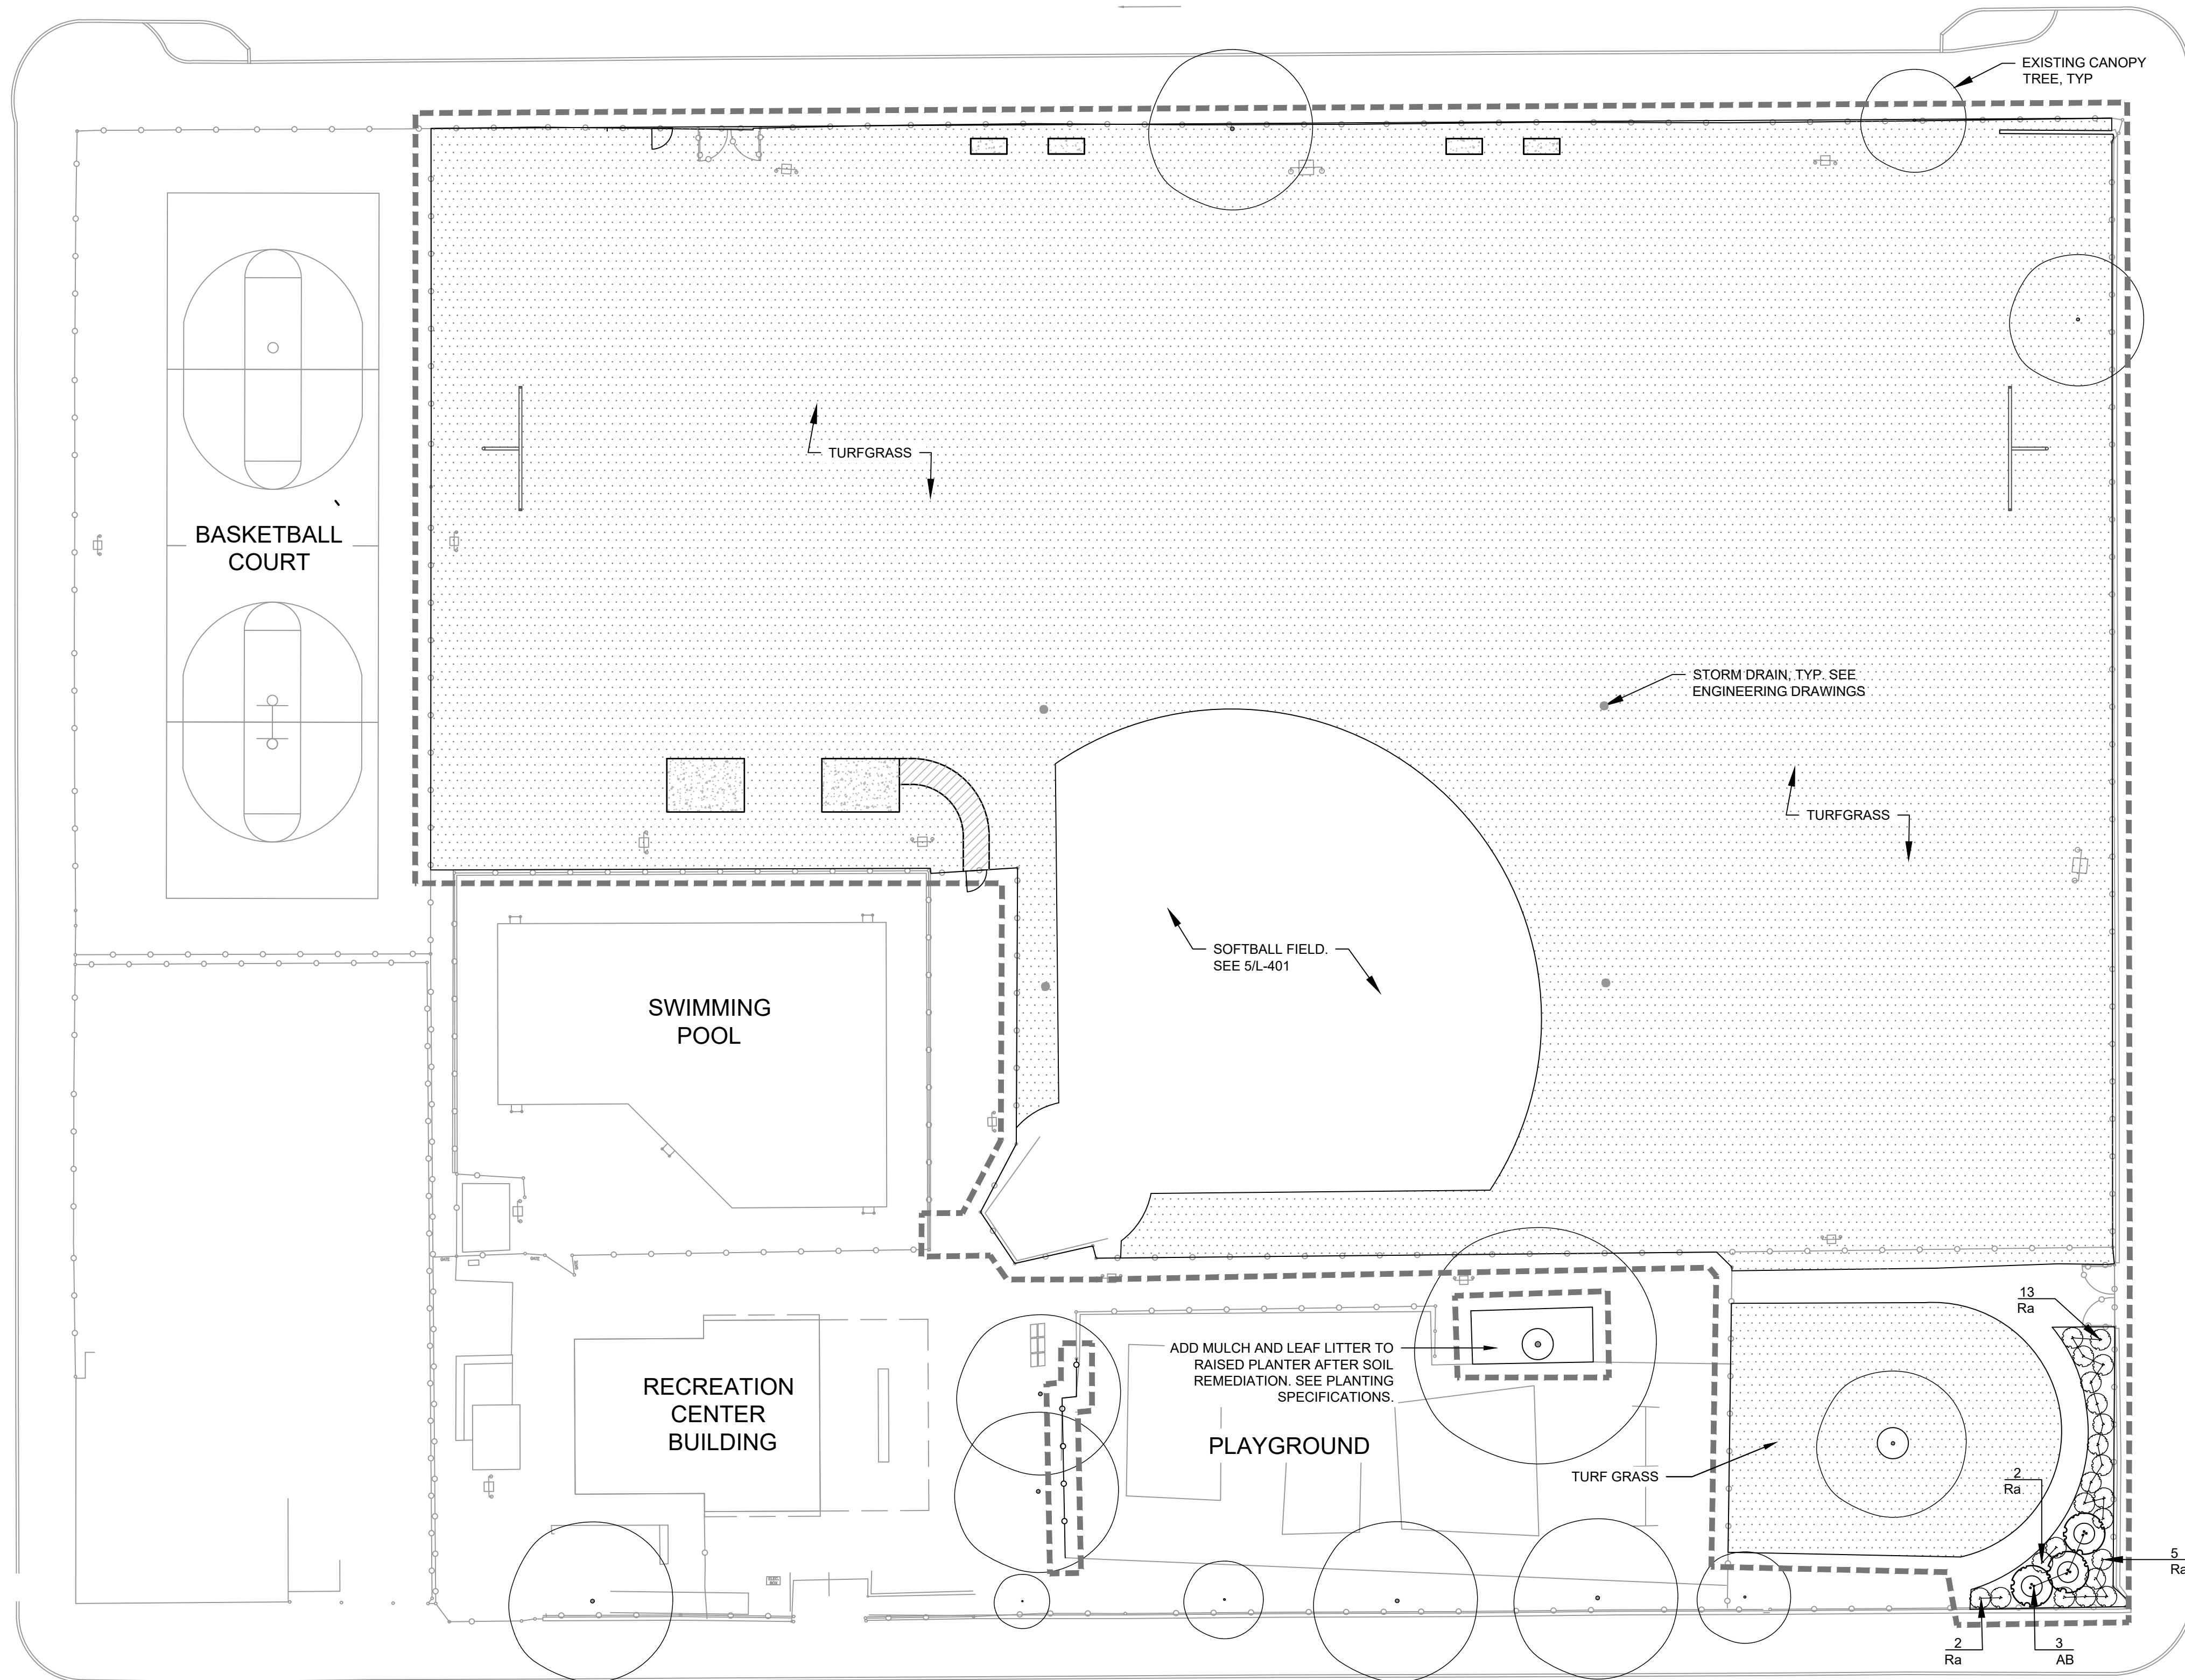 EXISTING CANOPY
TREE, TYP
TURFGRASS
BASKETBALL
COURT
STORM DRAIN, TYP. SEE
ENGINEERING DRAWINGS
TURFGRASS
SOFTBALL FIELD.
SEE 5/L-401
SWIMMING
POOL
13
Ra
ADD MULCH AND LEAF LITTER TO
RAISED PLANTER AFTER SOIL
REMEDIATION. SEE PLANTING
SPECIFICATIONS.
RECREATION
CENTER
BUILDING
PLAYGROUND
TURF GRASS
2
Ra
5
Ra
2
Ra
3
AB